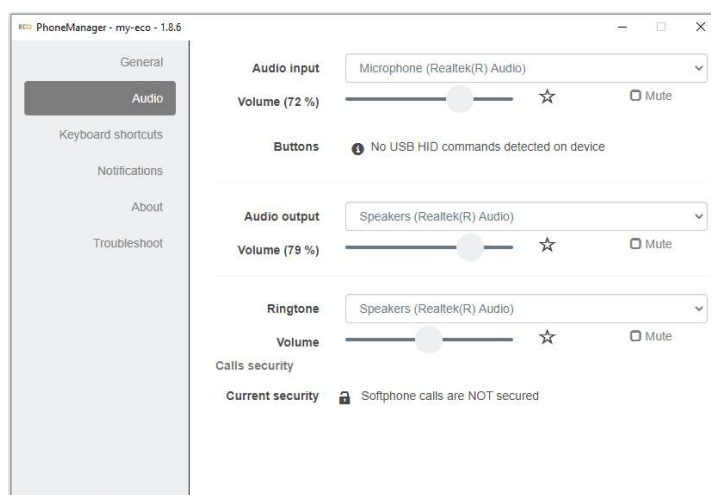 ECO PhoneManager - my-eco - 1.8.6
General
Audio
Keyboard shortcuts
Notifications
About
Troubleshoot
Audio input Microphone (Realtek(R) Audio)
Volume (72 %) Mute
Buttons No USB HID commands detected on device
Audio output Speakers (Realtek(R) Audio)
Volume (79 %) Mute
Ringtone Speakers (Realtek(R) Audio)
Volume Mute
Calls security
Current security Softphone calls are NOT secured